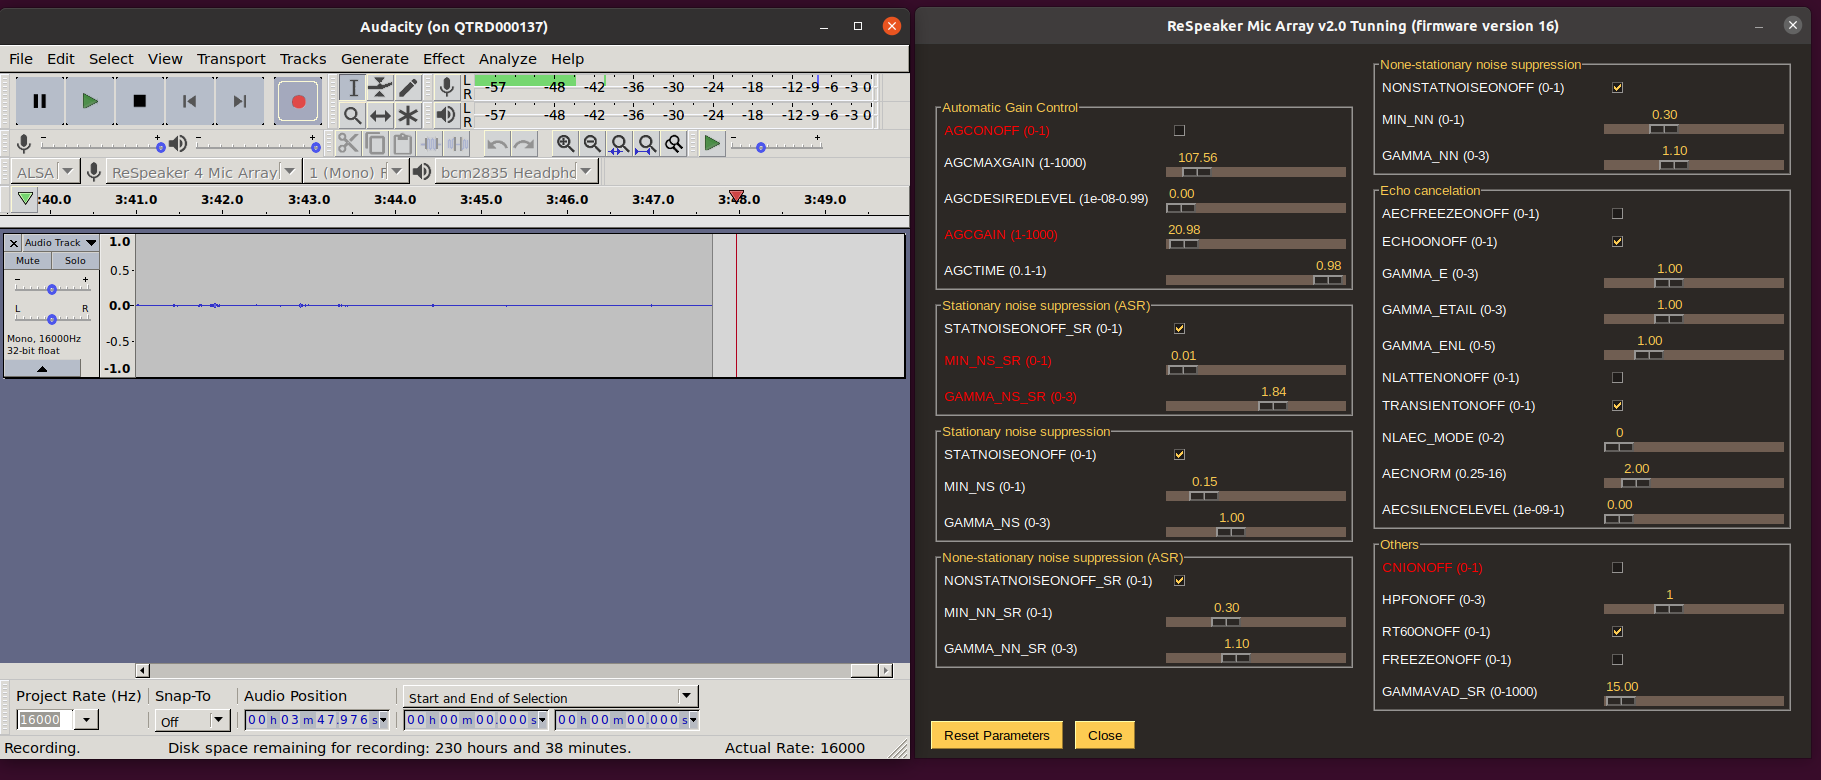 Audacity (on QTRD000137)
File Edit Select View Transport Tracks Generate Effect Analyze Help
L
R
-57 -48 -42 -36 -30 -24 -18 -12 -9 -6 -3 0
L
R
-57 -48 -42 -36 -30 -24 -18 -12 -9 -6 -3 0
- +
- +
- +
ALSA ReSpeaker 4 Mic Array 1 (Mono) bcm2835 Headpho
:40.0 3:41.0 3:42.0 3:43.0 3:44.0 3:45.0 3:46.0 3:47.0 3:48.0 3:49.0
Audio Track
Mute Solo
- +
L R
Mono, 16000Hz
32-bit float
1.0
0.5
0.0
-0.5
-1.0
Project Rate (Hz) Snap-To Audio Position Start and End of Selection
16000 Off 00 h 03 m 47.976 s 00 h 00 m 00.000 s 00 h 00 m 00.000 s
Recording. Disk space remaining for recording: 230 hours and 38 minutes. Actual Rate: 16000
ReSpeaker Mic Array v2.0 Tunning (firmware version 16)
Automatic Gain Control
AGCONOFF (0-1)
AGCMAXGAIN (1-1000) 107.56
AGCDESIREDLEVEL (1e-08-0.99) 0.00
AGCGAIN (1-1000) 20.98
AGCTIME (0.1-1) 0.98
Stationary noise suppression (ASR)
STATNOISEONOFF_SR (0-1)
MIN_NS_SR (0-1) 0.01
GAMMA_NS_SR (0-3) 1.84
Stationary noise suppression
STATNOISEONOFF (0-1)
MIN_NS (0-1) 0.15
GAMMA_NS (0-3) 1.00
None-stationary noise suppression (ASR)
NONSTATNOISEONOFF_SR (0-1)
MIN_NN_SR (0-1) 0.30
GAMMA_NN_SR (0-3) 1.10
None-stationary noise suppression
NONSTATNOISEONOFF (0-1)
MIN_NN (0-1) 0.30
GAMMA_NN (0-3) 1.10
Echo cancelation
AECFREEZEONOFF (0-1)
ECHOONOFF (0-1)
GAMMA_E (0-3) 1.00
GAMMA_ETAIL (0-3) 1.00
GAMMA_ENL (0-5) 1.00
NLATTENONOFF (0-1)
TRANSIENTONOFF (0-1)
NLAEC_MODE (0-2) 0
AECNORM (0.25-16) 2.00
AECSILENCELEVEL (1e-09-1) 0.00
Others
CNIONOFF (0-1)
HPFONOFF (0-3) 1
RT60ONOFF (0-1)
FREEZEONOFF (0-1)
GAMMAVAD_SR (0-1000) 15.00
Reset Parameters Close